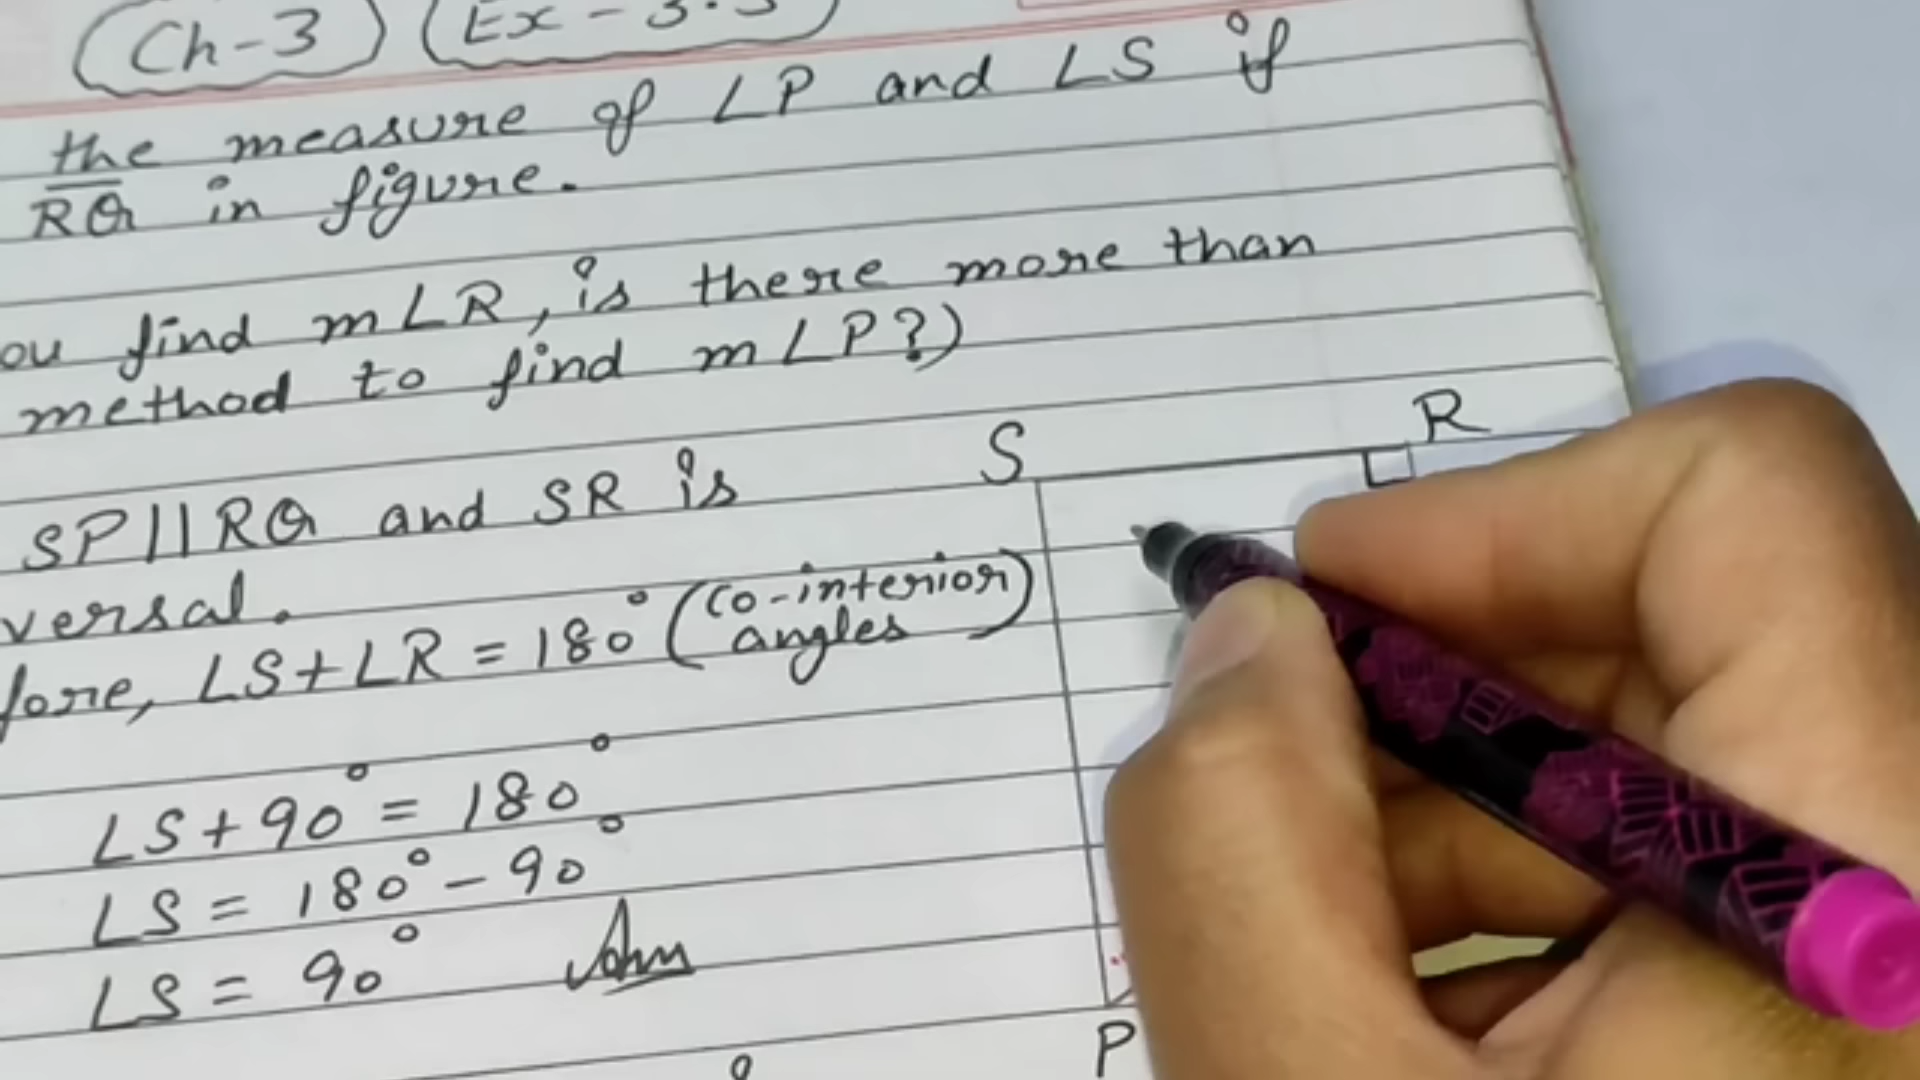 Ch-3 Ex-3.3
the measure of ∠P and ∠S if
RQ in figure.
ou find m∠R, is there more than
method to find m∠P?)
S R
SP||RQ and SR is
versal.
fore, ∠S+∠R = 180° (co-interior angles)
∠S+90° = 180°
∠S = 180° - 90°
∠S = 90° Ans
P